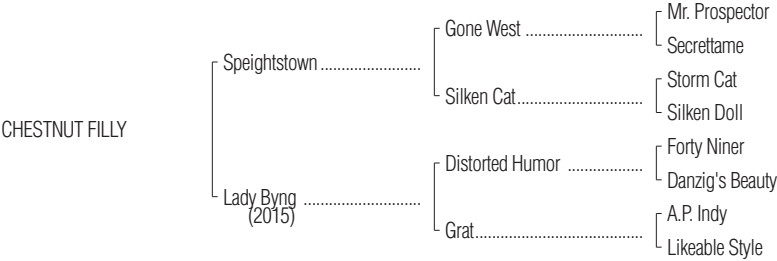 Mr. Prospector
Gone West ............................
Secrettame
Speightstown ........................
Storm Cat
Silken Cat..............................
Silken Doll
CHESTNUT FILLY
Forty Niner
Distorted Humor ..................
Danzig's Beauty
Lady Byng ............................
(2015)
A.P. Indy
Grat........................................
Likeable Style